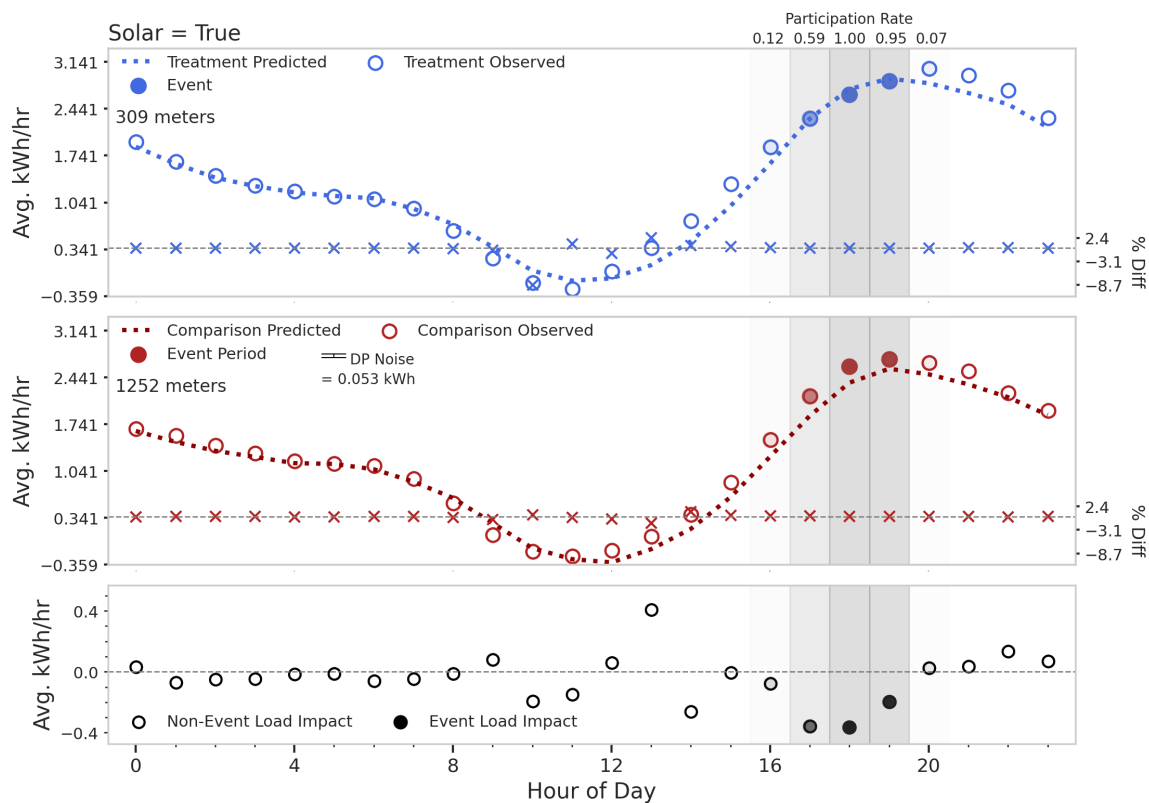 Participation Rate
Solar = True
0.12 0.59 1.00 0.95 0.07
3.141
Treatment Predicted
Treatment Observed
2.441
Event
309 meters
1.741
1.041
0.341
−0.359
Avg. kWh/hr
2.4
−3.1
−8.7
% Diff
3.141
Comparison Predicted
Comparison Observed
2.441
Event Period
DP Noise
= 0.053 kWh
1252 meters
1.741
1.041
0.341
−0.359
Avg. kWh/hr
2.4
−3.1
−8.7
% Diff
0.4
0.0
−0.4
Avg. kWh/hr
Non-Event Load Impact
Event Load Impact
0 4 8 12 16 20
Hour of Day